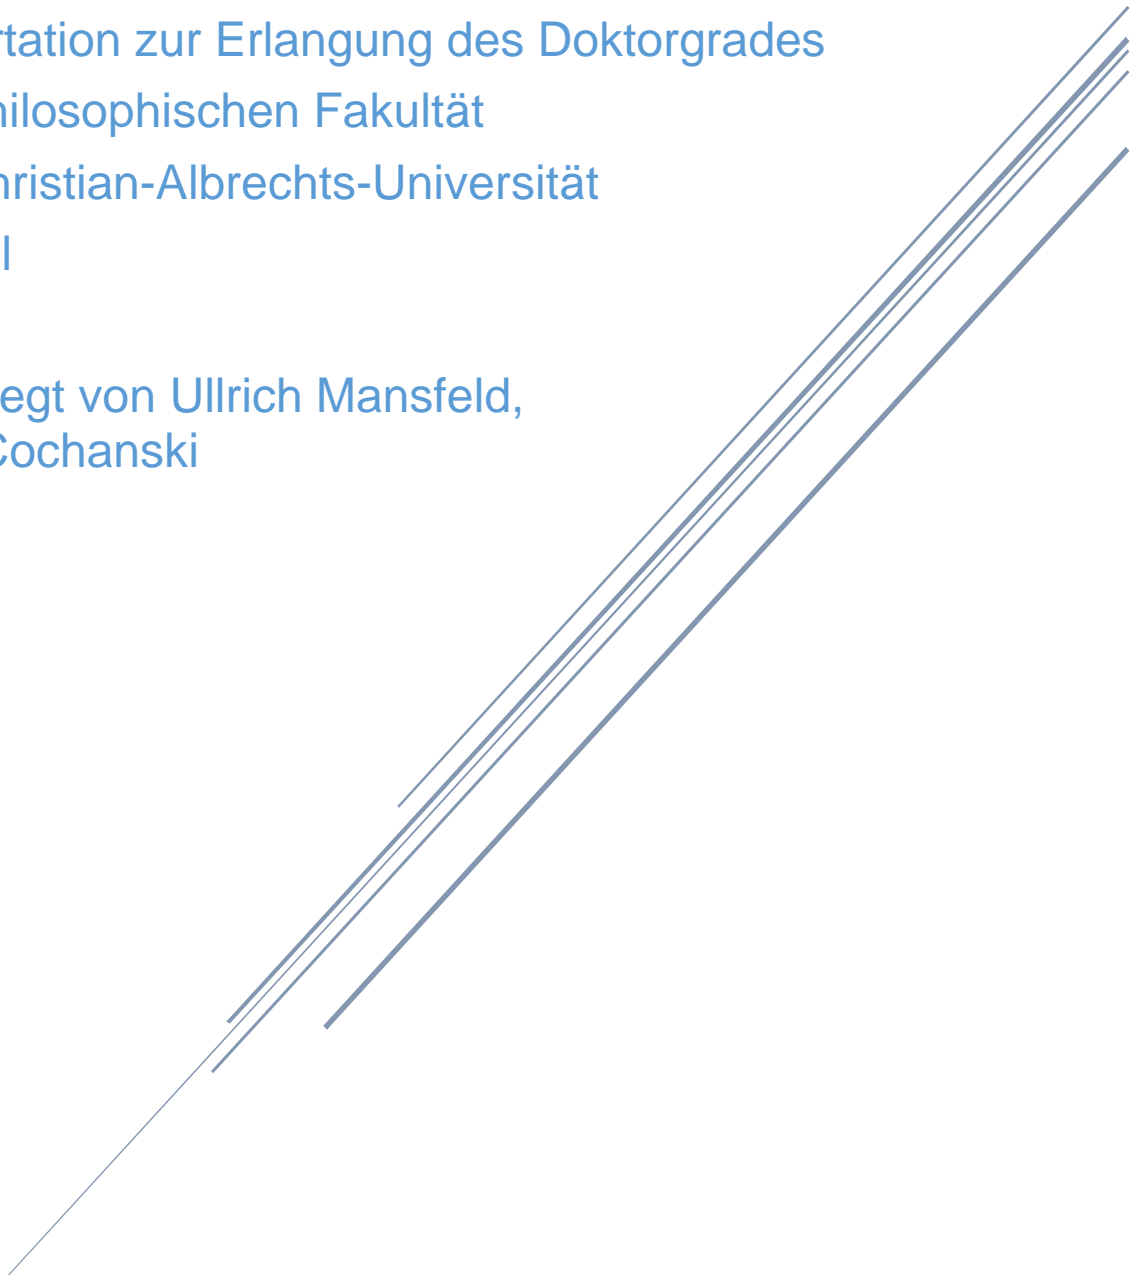 rtation zur Erlangung des Doktorgrades
hilosophischen Fakultät
hristian-Albrechts-Universität
l
egt von Ullrich Mansfeld,
Cochanski